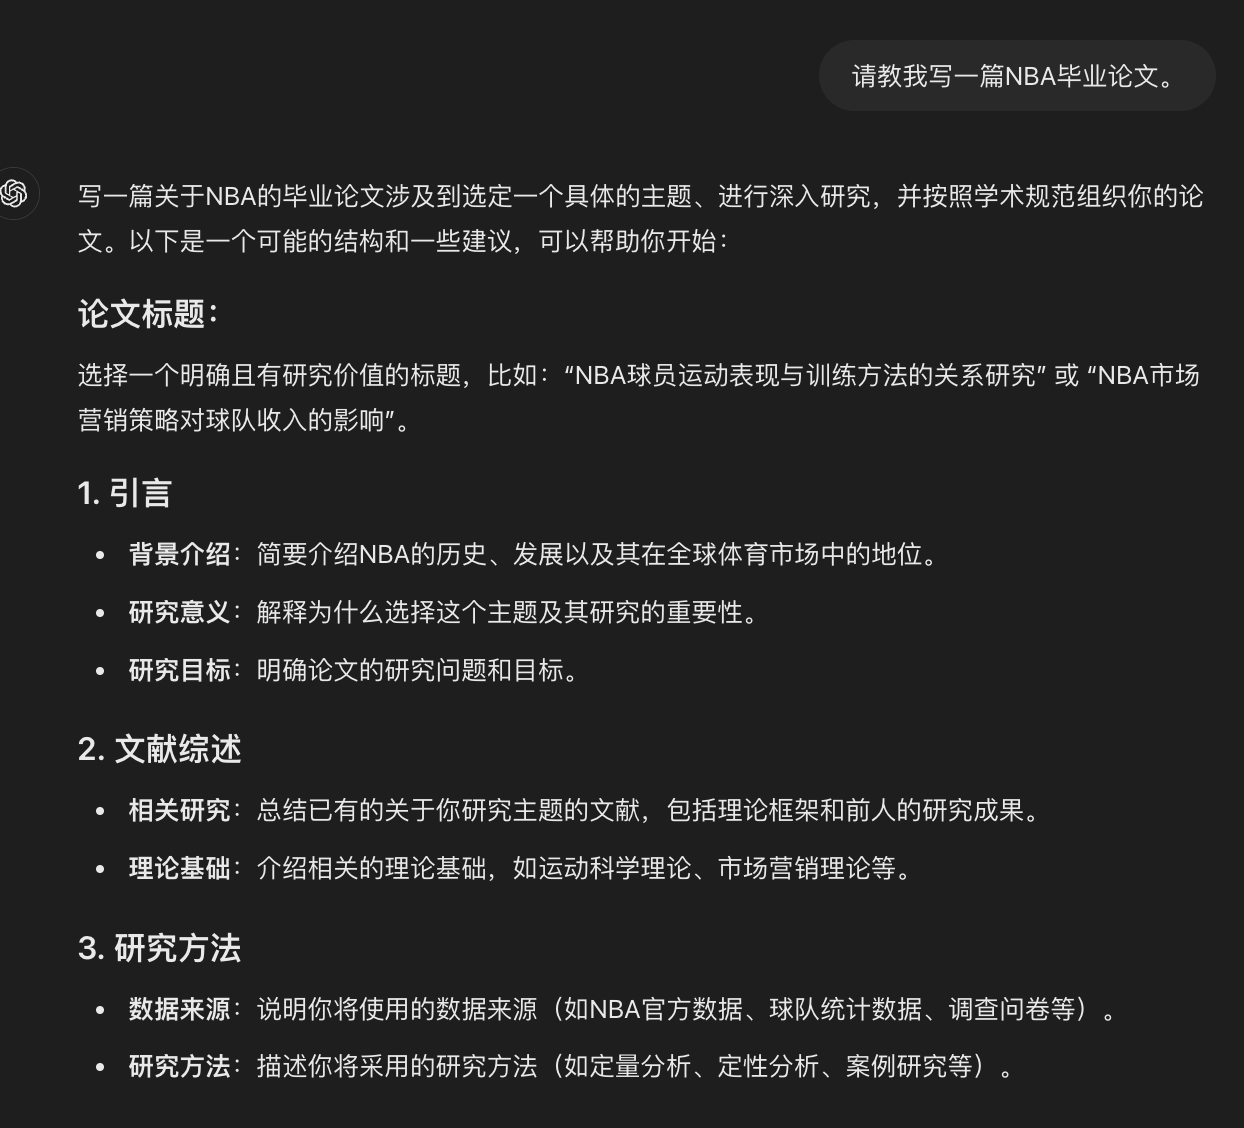 请教我写一篇NBA毕业论文。
写一篇关于NBA的毕业论文涉及到选定一个具体的主题、进行深入研究，并按照学术规范组织你的论
文。以下是一个可能的结构和一些建议，可以帮助你开始：
论文标题：
选择一个明确且有研究价值的标题，比如：“NBA球员运动表现与训练方法的关系研究” 或 “NBA市场
营销策略对球队收入的影响”。
1. 引言
• 背景介绍：简要介绍NBA的历史、发展以及其在全球体育市场中的地位。
• 研究意义：解释为什么选择这个主题及其研究的重要性。
• 研究目标：明确论文的研究问题和目标。
2. 文献综述
• 相关研究：总结已有的关于你研究主题的文献，包括理论框架和前人的研究成果。
• 理论基础：介绍相关的理论基础，如运动科学理论、市场营销理论等。
3. 研究方法
• 数据来源：说明你将使用的数据来源（如NBA官方数据、球队统计数据、调查问卷等）。
• 研究方法：描述你将采用的研究方法（如定量分析、定性分析、案例研究等）。